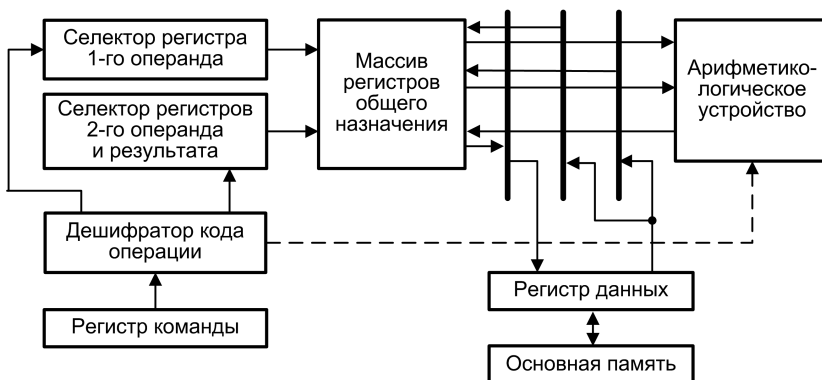 Селектор регистра
1-го операнда
Селектор регистров
2-го операнда
и результата
Массив
регистров
общего
назначения
Арифметико-
логическое
устройство
Дешифратор кода
операции
Регистр команды
Регистр данных
Основная память